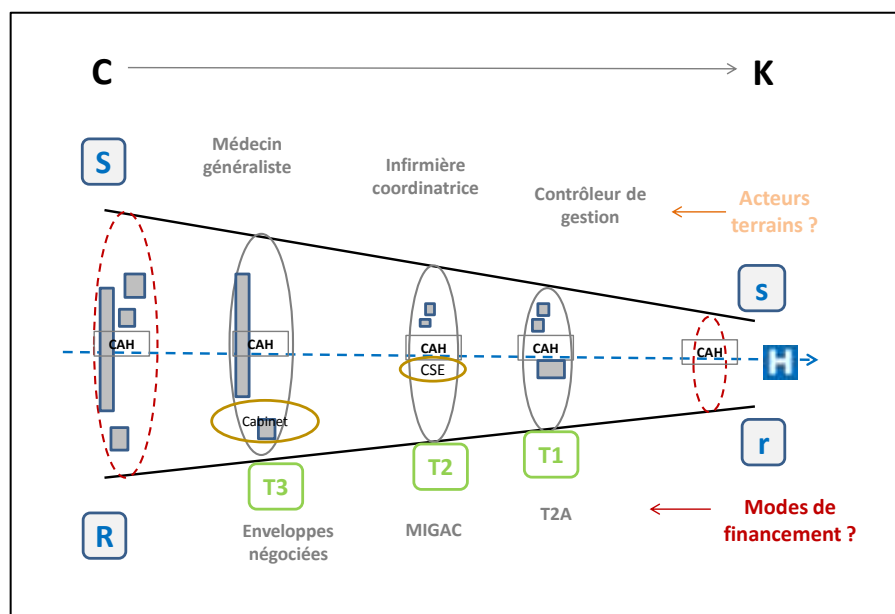 C
K
Médecin
généraliste
S
Infirmière
coordinatrice
Contrôleur de
gestion
Acteurs
terrains ?
s
CAH
CAH
CAH
CAH
CAH
H
CSE
Cabinet
r
T3
T2
T1
R
Enveloppes
négociées
MIGAC
T2A
Modes de
financement ?